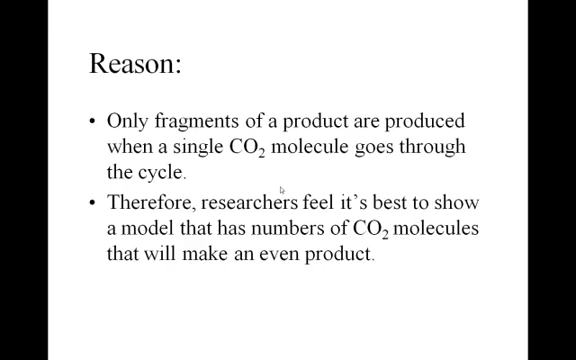 Reason:
• Only fragments of a product are produced
when a single CO₂ molecule goes through
the cycle.
• Therefore, researchers feel it's best to show
a model that has numbers of CO₂ molecules
that will make an even product.